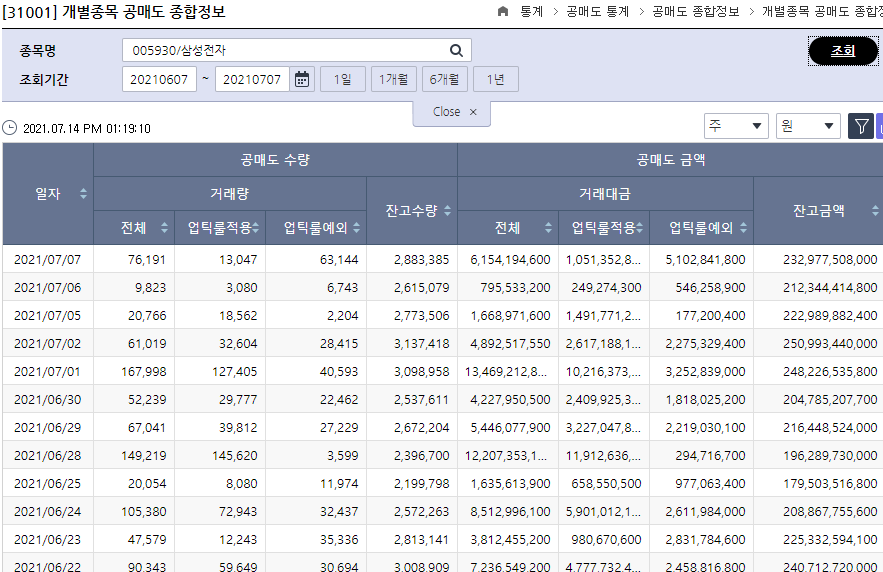 [31001] 개별종목 공매도 종합정보
통계 > 공매도 통계 > 공매도 종합정보 > 개별종목 공매도 종합정
종목명 005930/삼성전자 조회
조회기간 20210607 ~ 20210707 1일 1개월 6개월 1년
Close ×
2021.07.14 PM 01:19:10 주 원
일자 공매도 수량 공매도 금액
거래량 잔고수량 거래대금 잔고금액
전체 업틱룰적용 업틱룰예외 전체 업틱룰적용 업틱룰예외
2021/07/07 76,191 13,047 63,144 2,883,385 6,154,194,600 1,051,352,8... 5,102,841,800 232,977,508,000
2021/07/06 9,823 3,080 6,743 2,615,079 795,533,200 249,274,300 546,258,900 212,344,414,800
2021/07/05 20,766 18,562 2,204 2,773,506 1,668,971,600 1,491,771,2... 177,200,400 222,989,882,400
2021/07/02 61,019 32,604 28,415 3,137,418 4,892,517,550 2,617,188,1... 2,275,329,400 250,993,440,000
2021/07/01 167,998 127,405 40,593 3,098,958 13,469,212,8... 10,216,373,... 3,252,839,000 248,226,535,800
2021/06/30 52,239 29,777 22,462 2,537,611 4,227,950,500 2,409,925,3... 1,818,025,200 204,785,207,700
2021/06/29 67,041 39,812 27,229 2,672,204 5,446,077,900 3,227,047,8... 2,219,030,100 216,448,524,000
2021/06/28 149,219 145,620 3,599 2,396,700 12,207,353,1... 11,912,636,... 294,716,700 196,289,730,000
2021/06/25 20,054 8,080 11,974 2,199,798 1,635,613,900 658,550,500 977,063,400 179,503,516,800
2021/06/24 105,380 72,943 32,437 2,572,263 8,512,996,100 5,901,012,1... 2,611,984,000 208,867,755,600
2021/06/23 47,579 12,243 35,336 2,813,141 3,812,455,200 980,670,600 2,831,784,600 225,332,594,100
2021/06/22 90,343 59,649 30,694 3,008,909 7,236,549,200 4,777,732,4... 2,458,816,800 240,712,720,000